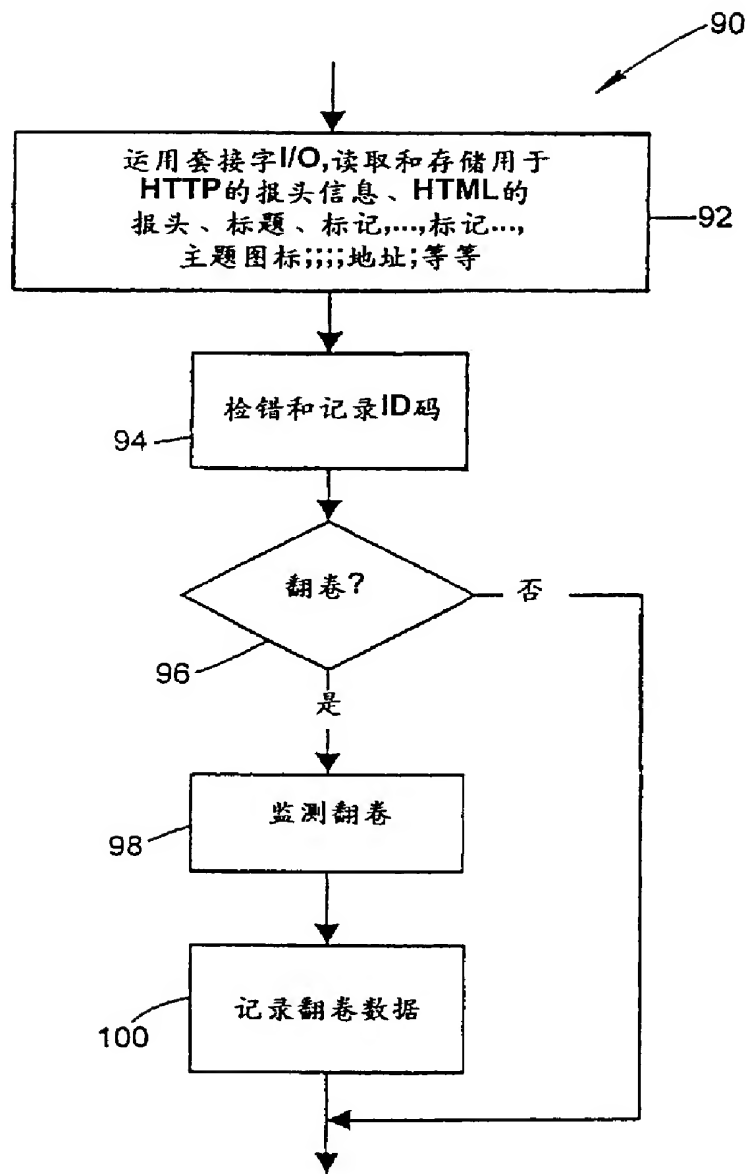 90
运用套接字I/O,读取和存储用于
HTTP的报头信息、HTML的
报头、标题、标记,...,标记...,
主题图标;;;;地址;等等
92
检错和记录ID码
94
翻卷?
否
96
是
监测翻卷
98
记录翻卷数据
100